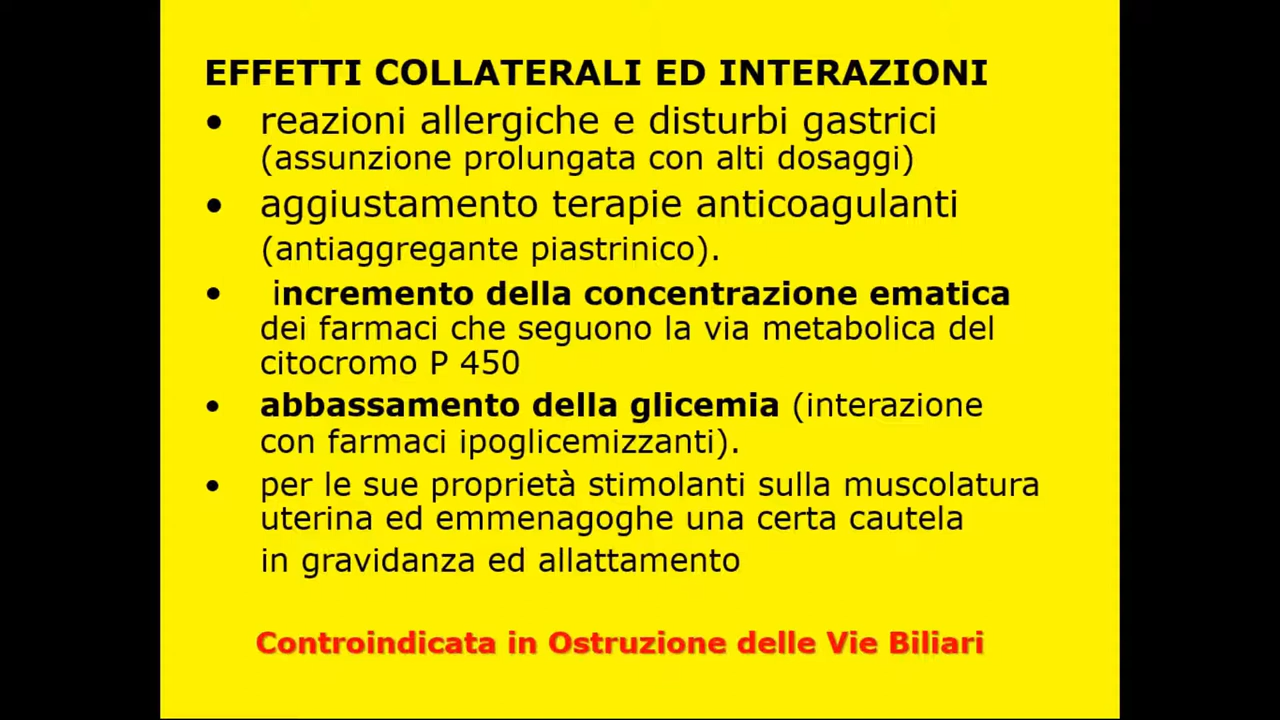 EFFETTI COLLATERALI ED INTERAZIONI
• reazioni allergiche e disturbi gastrici
(assunzione prolungata con alti dosaggi)
• aggiustamento terapie anticoagulanti
(antiaggregante piastrinico).
• incremento della concentrazione ematica
dei farmaci che seguono la via metabolica del
citocromo P 450
• abbassamento della glicemia (interazione
con farmaci ipoglicemizzanti).
• per le sue proprietà stimolanti sulla muscolatura
uterina ed emmenagoghe una certa cautela
in gravidanza ed allattamento
Controindicata in Ostruzione delle Vie Biliari